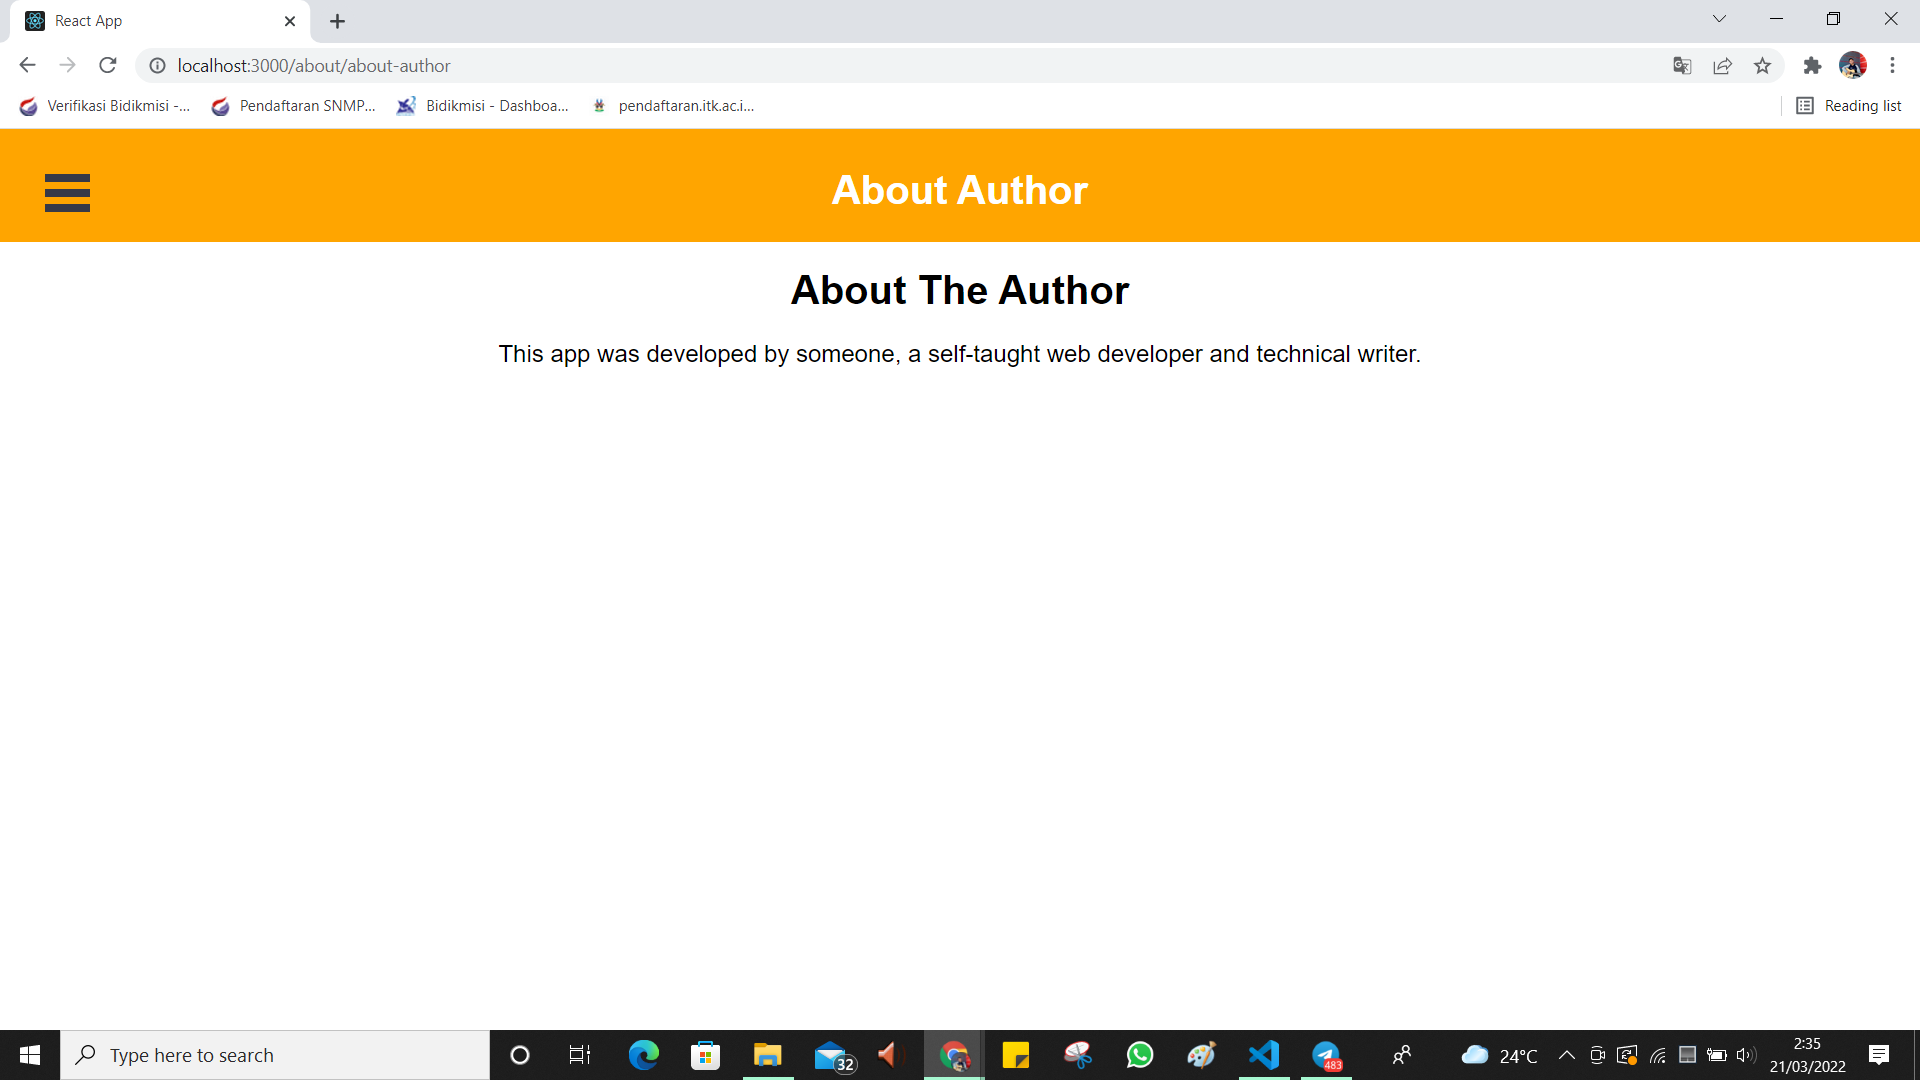 React App
localhost:3000/about/about-author
Verifikasi Bidikmisi -...
Pendaftaran SNMP...
Bidikmisi - Dashboa...
pendaftaran.itk.ac.i...
Reading list
About Author
About The Author
This app was developed by someone, a self-taught web developer and technical writer.
Type here to search
32
483
24°C
2:35
21/03/2022